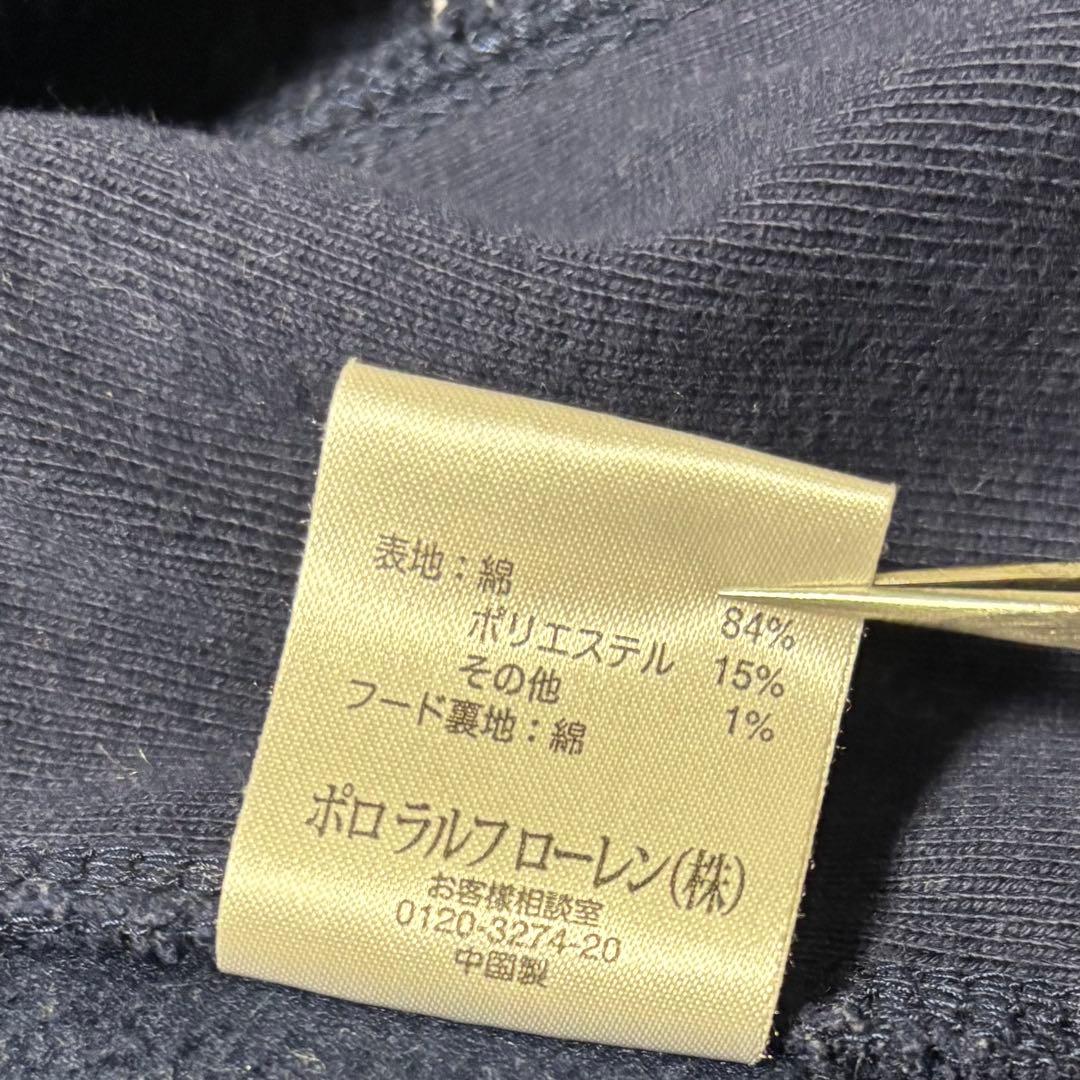 表地：綿 84%
ポリエステル 15%
その他 1%
フード裏地：綿
ポロ ラルフ ローレン(株)
お客様相談室
0120-3274-20
中国製